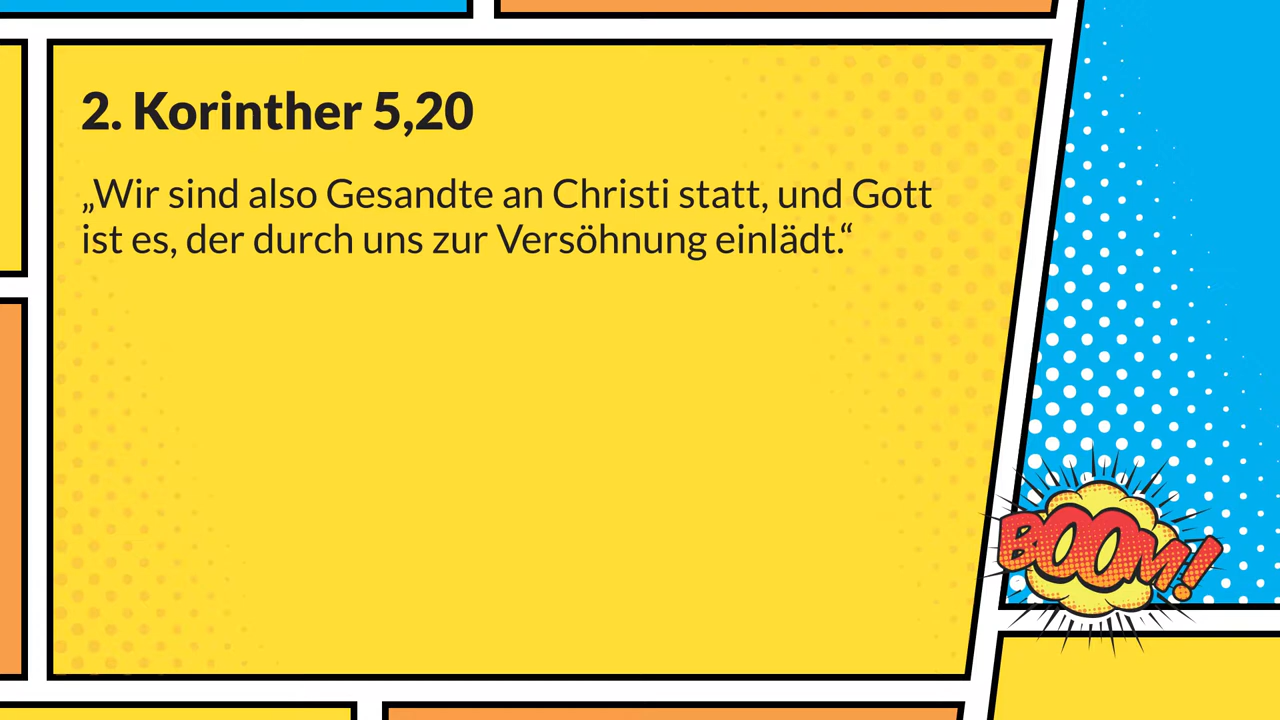 2. Korinther 5,20
„Wir sind also Gesandte an Christi statt, und Gott
ist es, der durch uns zur Versöhnung einlädt.“
BOOM!